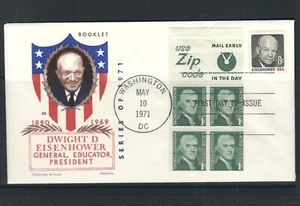 BOOKLET
1890 1969
DWIGHT D
EISENHOWER
GENERAL, EDUCATOR,
PRESIDENT
SERIES OF 1971
WASHINGTON
MAY
10
1971
DC
use
Zip
code
MAIL EARLY
IN THE DAY
EISENHOWER USA
FIRST DAY OF ISSUE